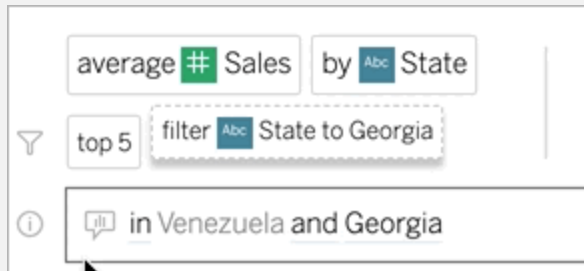 average # Sales by Abc State
top 5 filter Abc State to Georgia
in Venezuela and Georgia